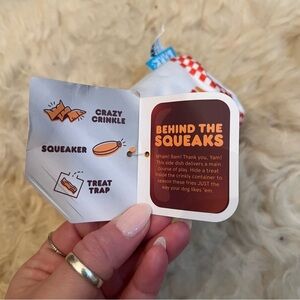 CRAZY
CRINKLE
SQUEAKER
TREAT
TRAP
BEHIND THE
SQUEAKS
Wham! Bam! Thank you, Yam!
This side dish delivers a main
course of play. Hide a treat
inside the crinkly container to
season these fries JUST the
way your dog likes 'em.